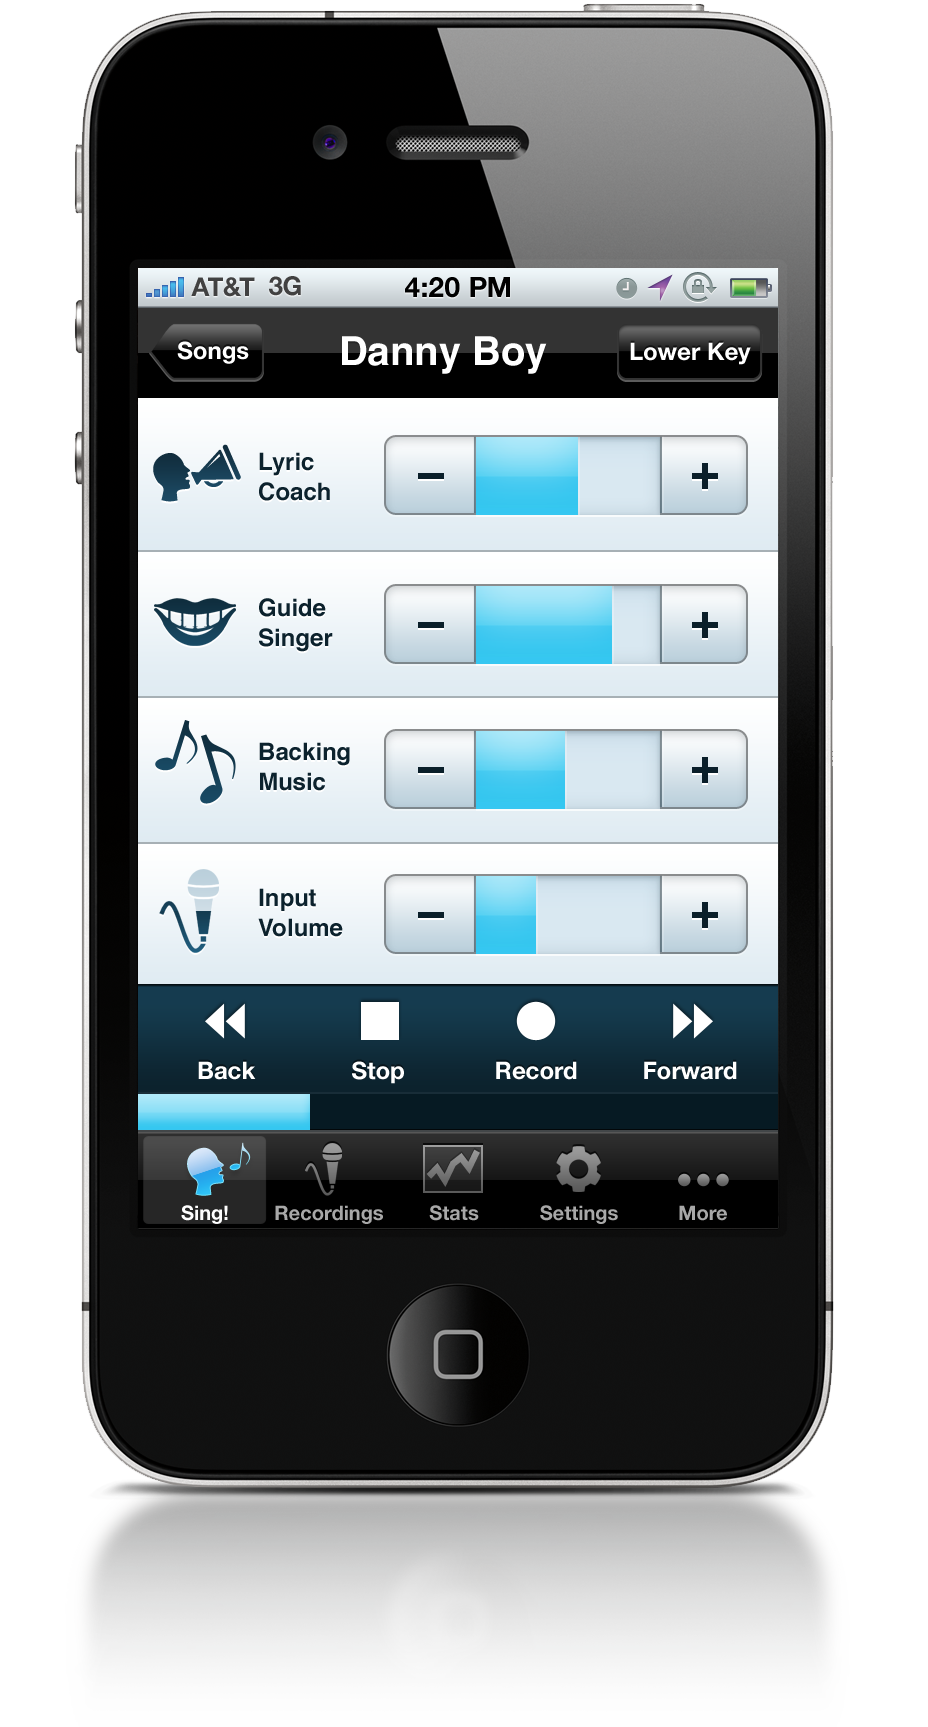 AT&T 3G 4:20 PM
Songs Danny Boy Lower Key
Lyric
Coach
Guide
Singer
Backing
Music
Input
Volume
Back Stop Record Forward
Sing! Recordings Stats Settings More